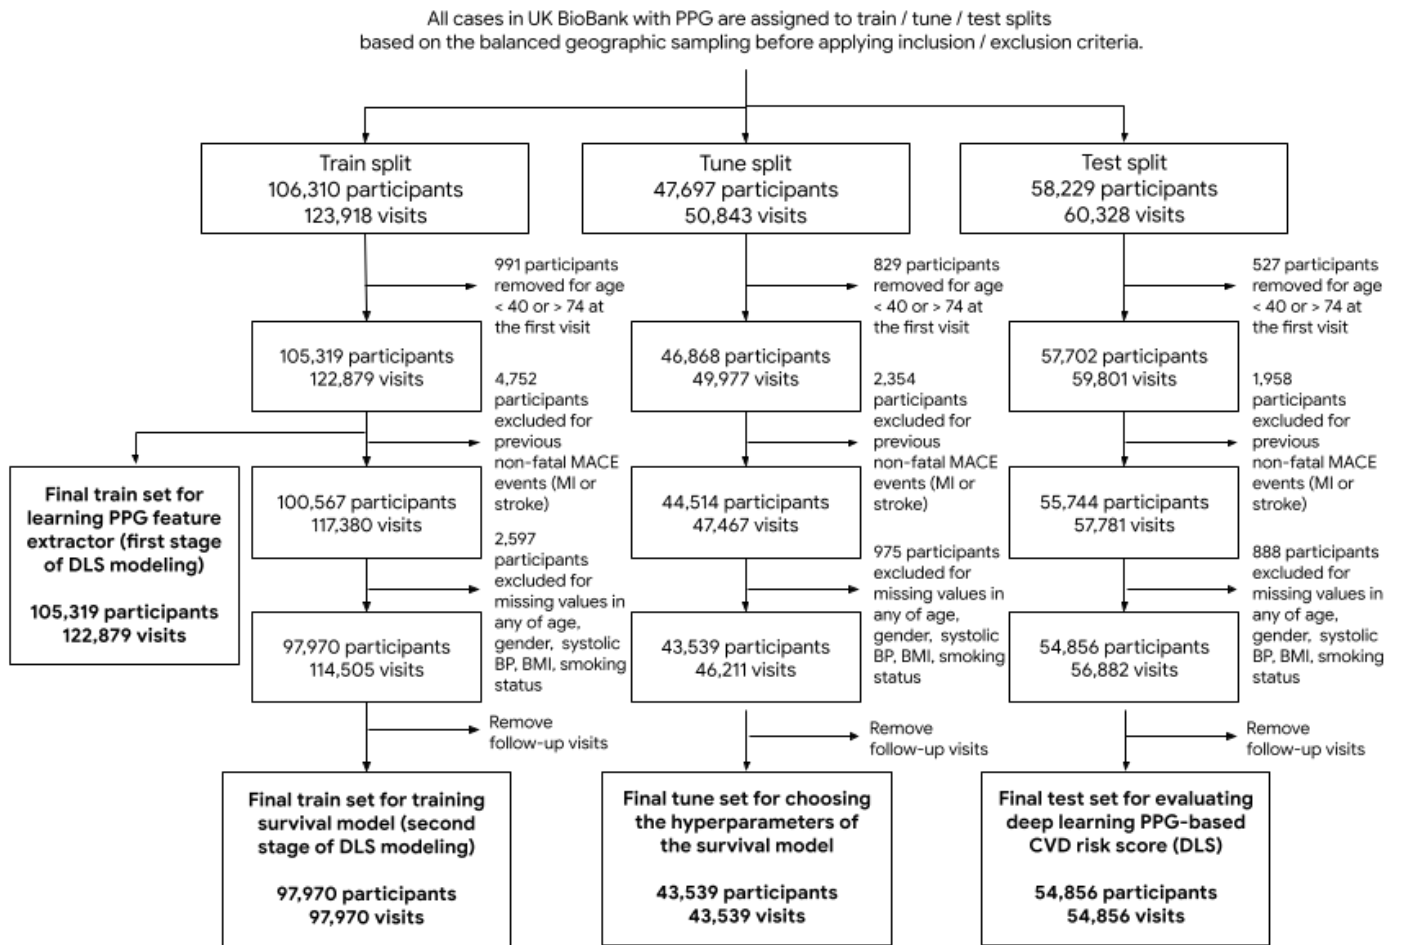 All cases in UK BioBank with PPG are assigned to train / tune / test splits
based on the balanced geographic sampling before applying inclusion / exclusion criteria.
Train split
106,310 participants
123,918 visits
Tune split
47,697 participants
50,843 visits
Test split
58,229 participants
60,328 visits
991 participants
removed for age
< 40 or > 74 at
the first visit
829 participants
removed for age
< 40 or > 74 at
the first visit
527 participants
removed for age
< 40 or > 74 at
the first visit
105,319 participants
122,879 visits
46,868 participants
49,977 visits
57,702 participants
59,801 visits
4,752
participants
excluded for
previous
non-fatal MACE
events (MI or
stroke)
2,354
participants
excluded for
previous
non-fatal MACE
events (MI or
stroke)
1,958
participants
excluded for
previous
non-fatal MACE
events (MI or
stroke)
Final train set for
learning PPG feature
extractor (first stage
of DLS modeling)
105,319 participants
122,879 visits
100,567 participants
117,380 visits
44,514 participants
47,467 visits
55,744 participants
57,781 visits
2,597
participants
excluded for
missing values in
any of age,
gender, systolic
BP, BMI, smoking
status
975 participants
excluded for
missing values in
any of age,
gender, systolic
BP, BMI, smoking
status
888 participants
excluded for
missing values in
any of age,
gender, systolic
BP, BMI, smoking
status
97,970 participants
114,505 visits
43,539 participants
46,211 visits
54,856 participants
56,882 visits
Remove
follow-up visits
Remove
follow-up visits
Remove
follow-up visits
Final train set for training
survival model (second
stage of DLS modeling)
97,970 participants
97,970 visits
Final tune set for choosing
the hyperparameters of
the survival model
43,539 participants
43,539 visits
Final test set for evaluating
deep learning PPG-based
CVD risk score (DLS)
54,856 participants
54,856 visits